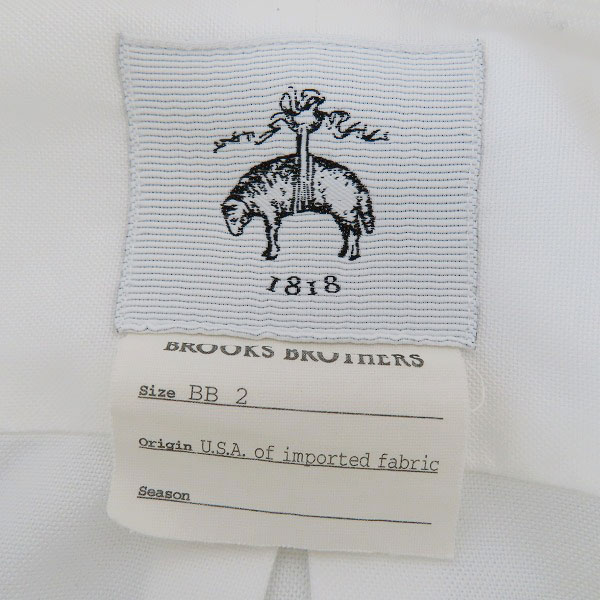 1818
BROOKS BROTHERS
Size BB 2
Origin U.S.A. of imported fabric
Season